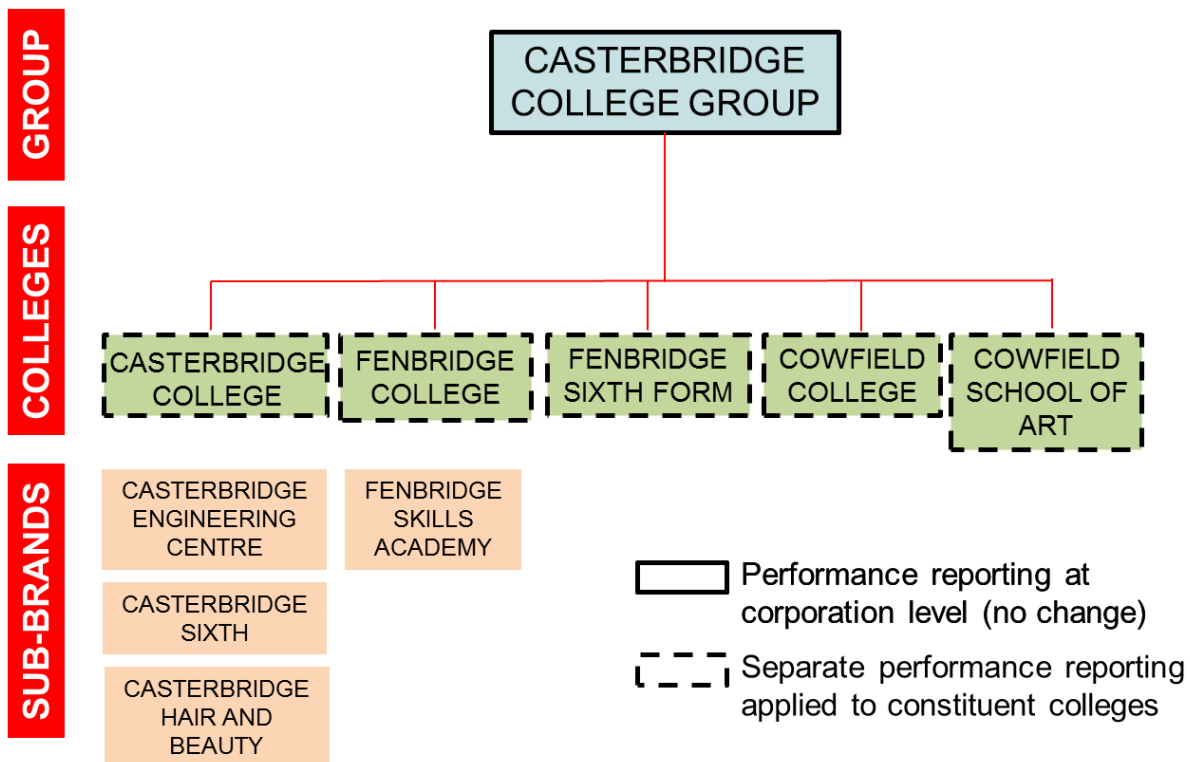 GROUP
CASTERBRIDGE
COLLEGE GROUP
COLLEGES
CASTERBRIDGE
COLLEGE
FENBRIDGE
COLLEGE
FENBRIDGE
SIXTH FORM
COWFIELD
COLLEGE
COWFIELD
SCHOOL OF
ART
SUB-BRANDS
CASTERBRIDGE
ENGINEERING
CENTRE
FENBRIDGE
SKILLS
ACADEMY
CASTERBRIDGE
SIXTH
CASTERBRIDGE
HAIR AND
BEAUTY
Performance reporting at
corporation level (no change)
Separate performance reporting
applied to constituent colleges